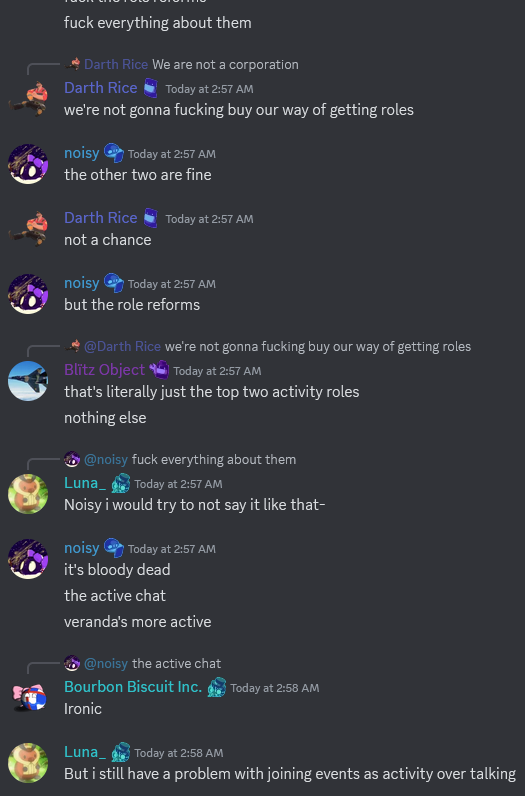 fuck the role reforms
fuck everything about them
Darth Rice We are not a corporation
Darth Rice Today at 2:57 AM
we're not gonna fucking buy our way of getting roles
noisy Today at 2:57 AM
the other two are fine
Darth Rice Today at 2:57 AM
not a chance
noisy Today at 2:57 AM
but the role reforms
@Darth Rice we're not gonna fucking buy our way of getting roles
Blïtz Object Today at 2:57 AM
that's literally just the top two activity roles
nothing else
@noisy fuck everything about them
Luna_ Today at 2:57 AM
Noisy i would try to not say it like that-
noisy Today at 2:57 AM
it's bloody dead
the active chat
veranda's more active
@noisy the active chat
Bourbon Biscuit Inc. Today at 2:58 AM
Ironic
Luna_ Today at 2:58 AM
But i still have a problem with joining events as activity over talking